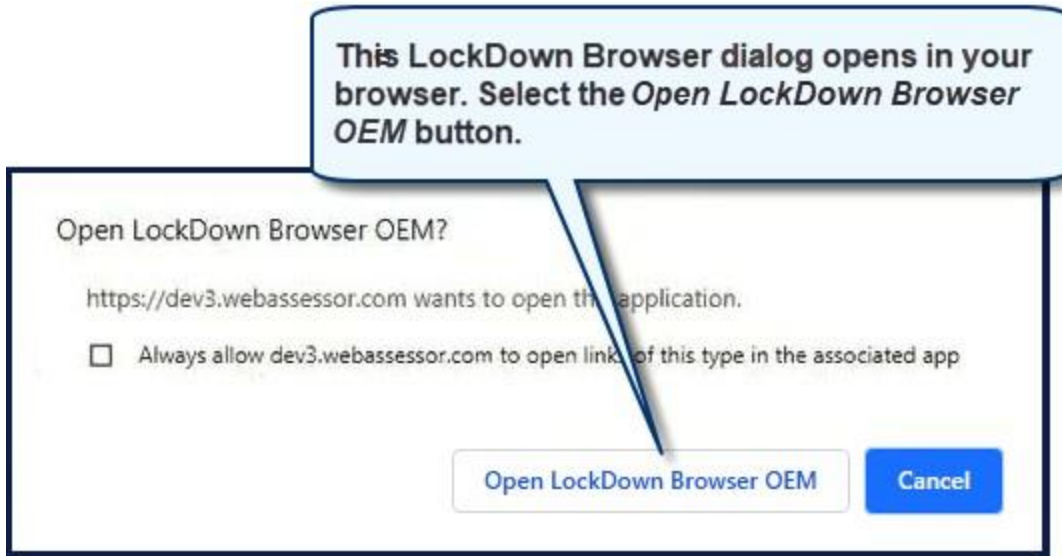 This LockDown Browser dialog opens in your
browser. Select the Open LockDown Browser
OEM button.
Open LockDown Browser OEM?
https://dev3.webassessor.com wants to open application.
Always allow dev3.webassessor.com to open link of this type in the associated app
Open LockDown Browser OEM
Cancel